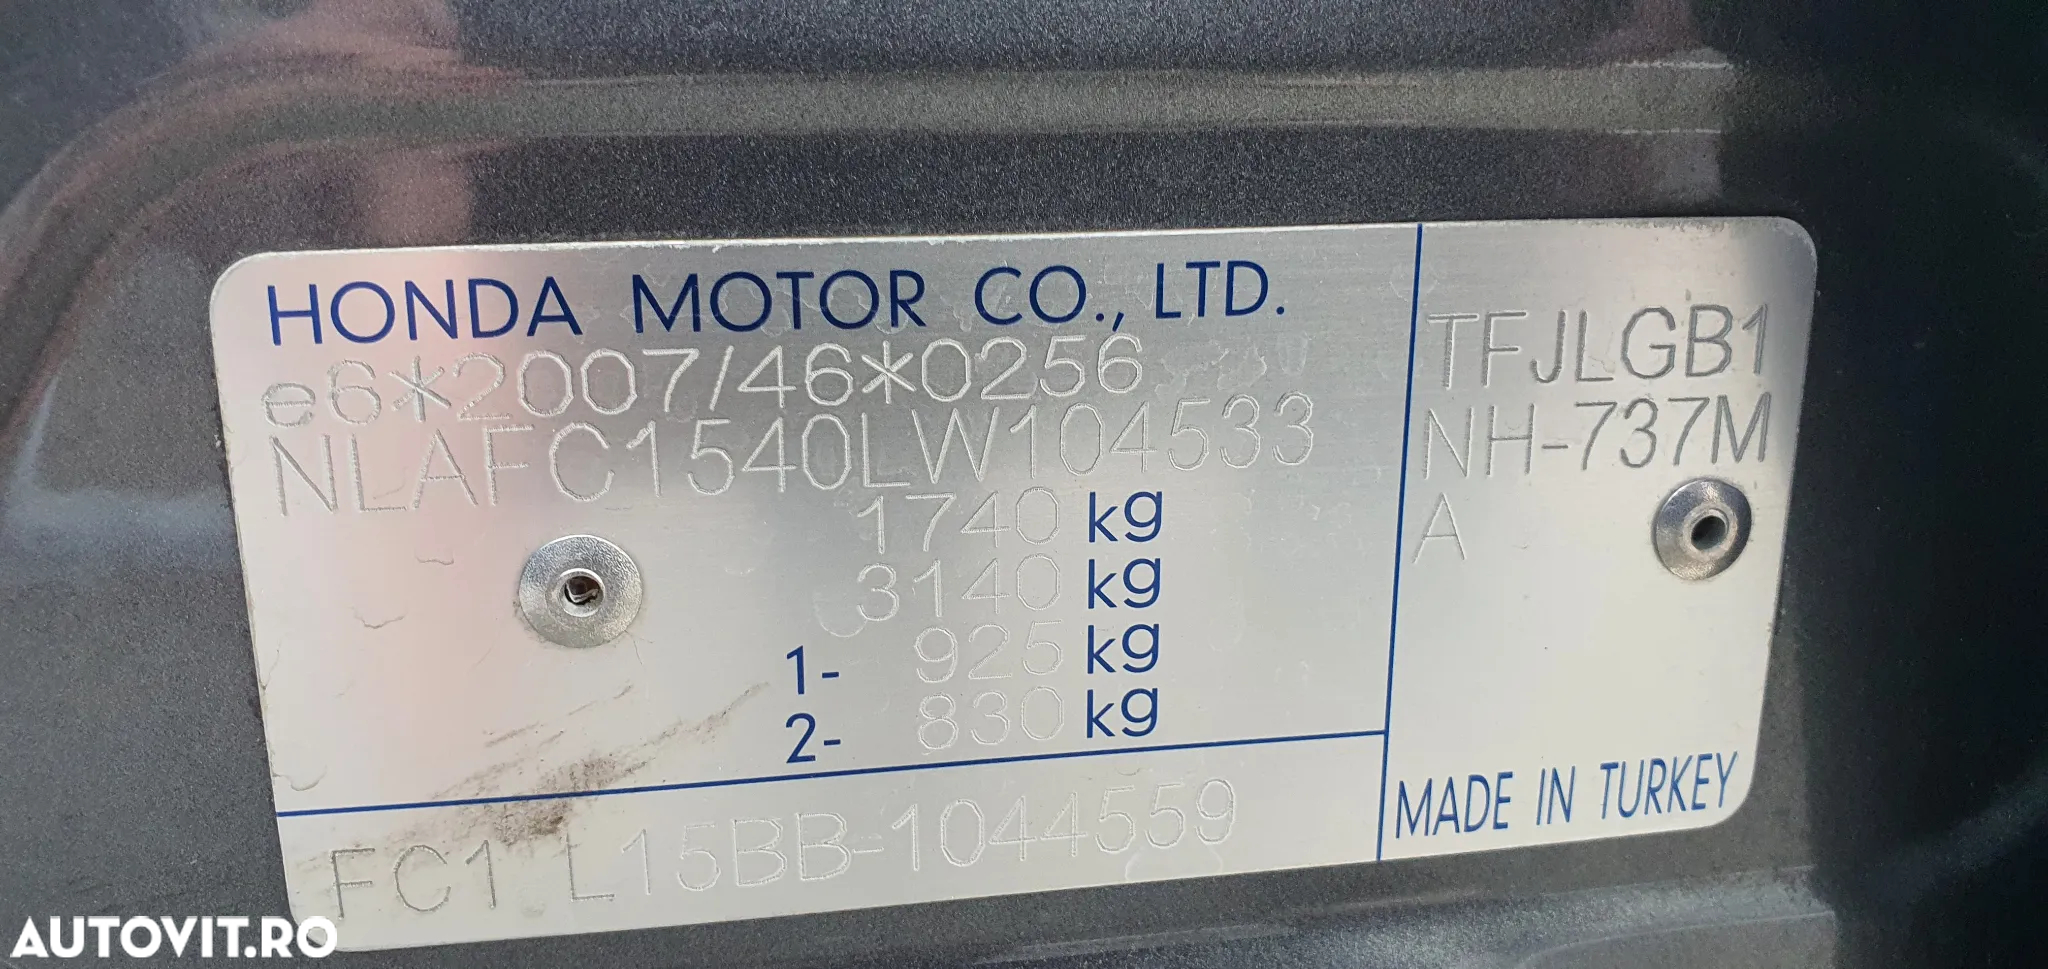 HONDA MOTOR CO., LTD.
e6*2007/46*0256
NLAFC1540LW104533
1740 kg
3140 kg
1- 925 kg
2- 830 kg
FC1 L15BB-1044559
TFJLGB1
NH-737M
A
MADE IN TURKEY
AUTOVIT.RO